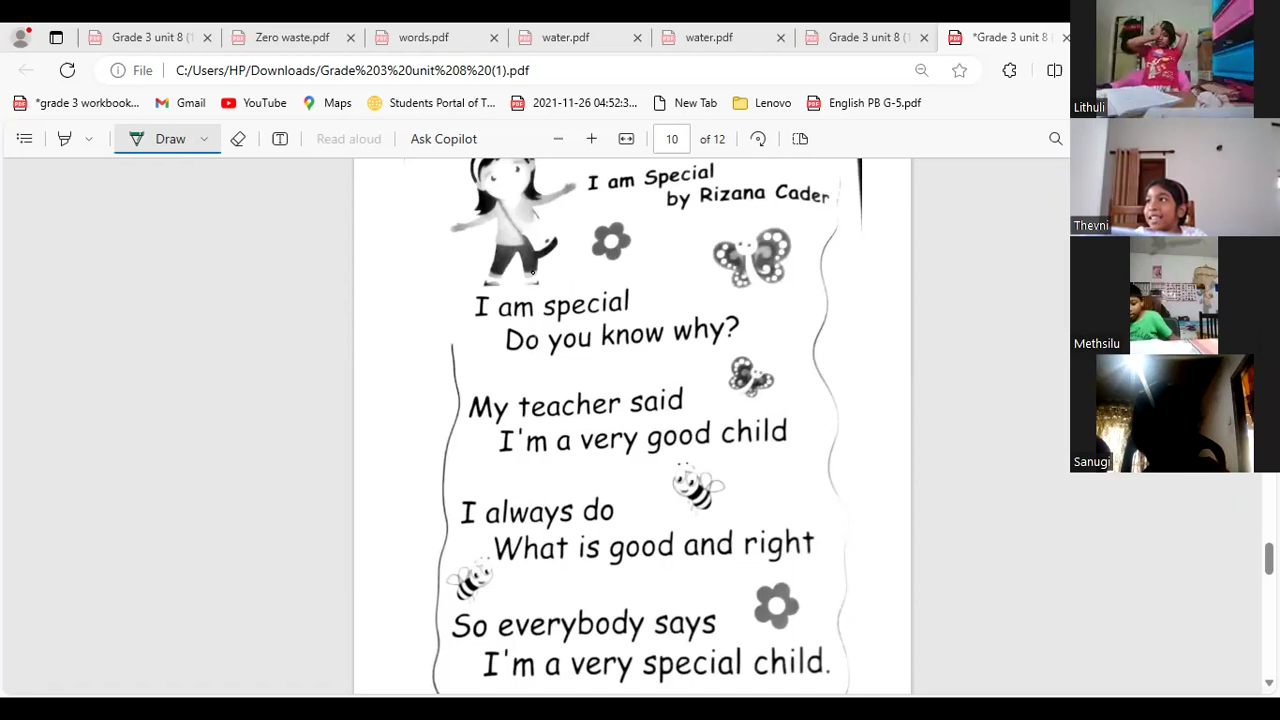 Grade 3 unit 8 (1
Zero waste.pdf
words.pdf
water.pdf
water.pdf
Grade 3 unit 8 (1
*Grade 3 unit 8
File
C:/Users/HP/Downloads/Grade%203%20unit%208%20(1).pdf
*grade 3 workbook...
Gmail
YouTube
Maps
Students Portal of T...
2021-11-26 04:52:3...
New Tab
Lenovo
English PB G-5.pdf
Draw
Read aloud
Ask Copilot
10 of 12
I am Special
by Rizana Cader
I am special
Do you know why?
My teacher said
I'm a very good child
I always do
What is good and right
So everybody says
I'm a very special child.
Lithuli
Thevni
Methsilu
Sanugi